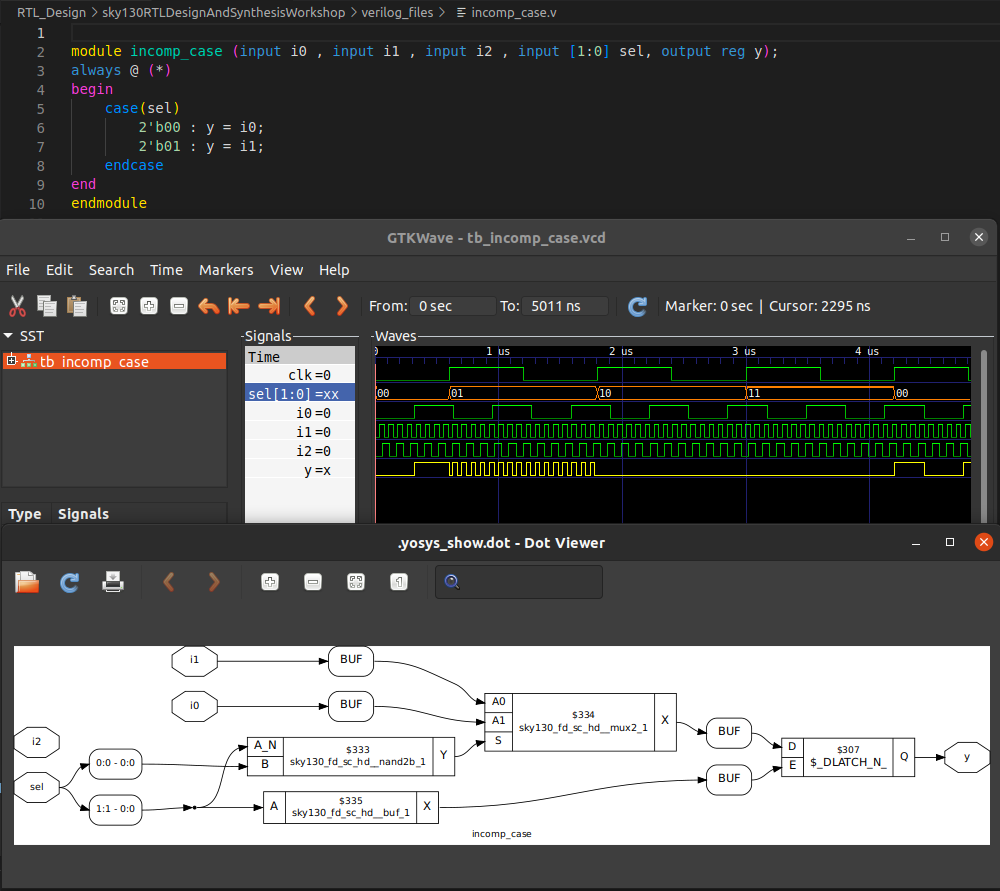 RTL_Design > sky130RTLDesignAndSynthesisWorkshop > verilog_files > incomp_case.v
1
2 module incomp_case (input i0 , input i1 , input i2 , input [1:0] sel, output reg y);
3 always @ (*)
4 begin
5 case(sel)
6 2'b00 : y = i0;
7 2'b01 : y = i1;
8 endcase
9 end
10 endmodule
GTKWave - tb_incomp_case.vcd
File Edit Search Time Markers View Help
From: 0 sec To: 5011 ns Marker: 0 sec | Cursor: 2295 ns
SST
tb_incomp_case
Type Signals
Signals
Time
clk =0
sel[1:0] =xx
i0 =0
i1 =0
i2 =0
y =x
Waves
0 1 us 2 us 3 us 4 us
00 01 10 11 00
.yosys_show.dot - Dot Viewer
i1 BUF
i0 BUF
i2
sel
0:0 - 0:0
1:1 - 0:0
A_N
B
$333
sky130_fd_sc_hd__nand2b_1
Y
A
$335
sky130_fd_sc_hd__buf_1
X
A0
A1
S
$334
sky130_fd_sc_hd__mux2_1
X
BUF
BUF
D
E
$307
$_DLATCH_N_
Q
y
incomp_case